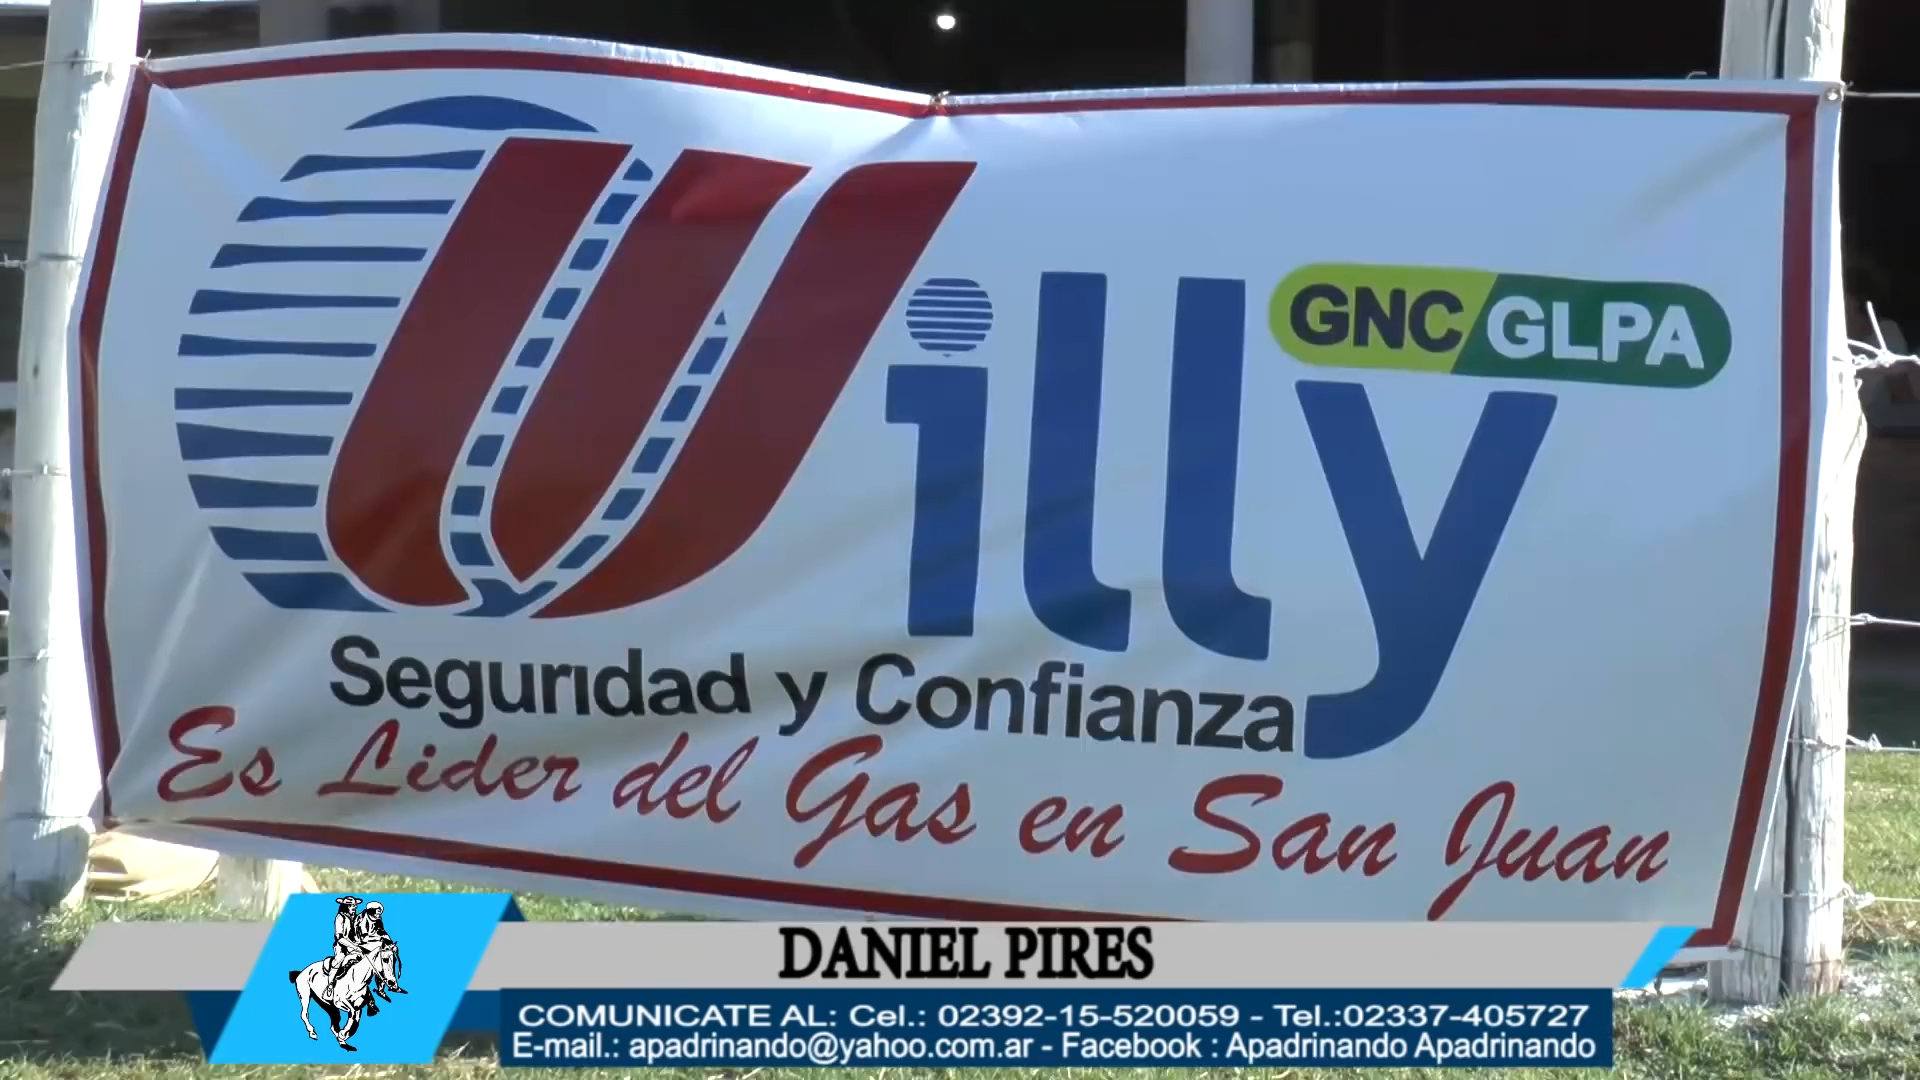 Willy
GNC GLPA
Seguridad y Confianza
Es Lider del Gas en San Juan
DANIEL PIRES
COMUNICATE AL: Cel.: 02392-15-520059 - Tel.:02337-405727
E-mail.: apadrinando@yahoo.com.ar - Facebook : Apadrinando Apadrinando